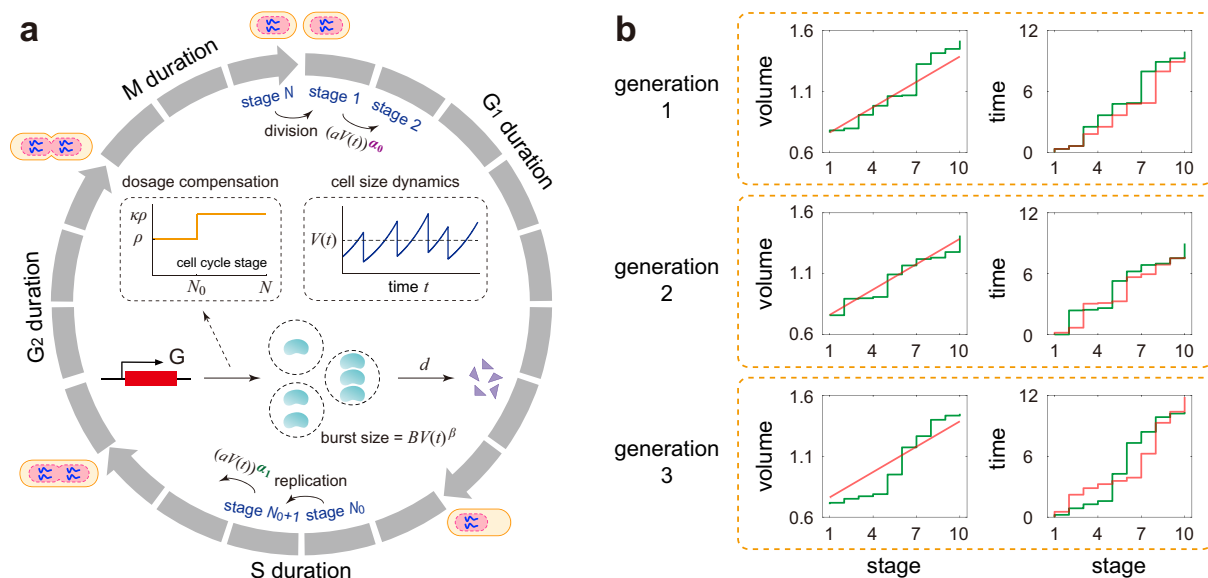 a
M duration
G1 duration
stage N
stage 1
stage 2
division
(aV(t))^α0
dosage compensation
κρ
ρ
cell cycle stage
N0
N
cell size dynamics
V(t)
time t
G2 duration
G
d
burst size = BV(t)^β
(aV(t))^α1
replication
stage N0+1
stage N0
S duration
b
generation
1
volume
1.6
1.1
0.6
1 4 7 10
time
12
6
0
1 4 7 10
generation
2
volume
1.6
1.1
0.6
1 4 7 10
time
12
6
0
1 4 7 10
generation
3
volume
1.6
1.1
0.6
1 4 7 10
stage
time
12
6
0
1 4 7 10
stage